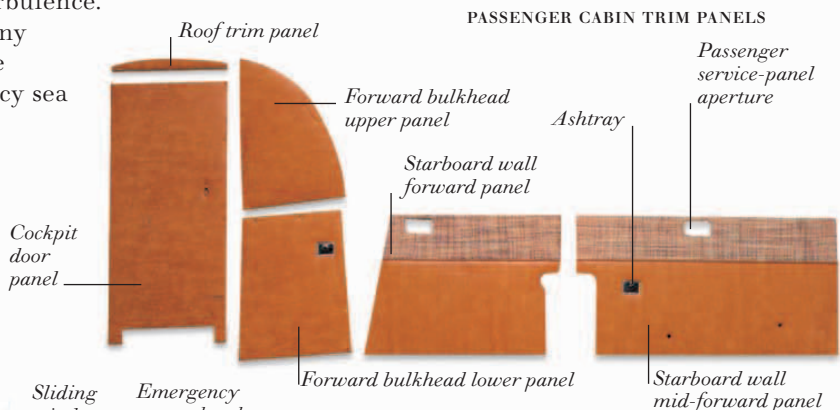 rbulence.
ny
e
cy sea
PASSENGER CABIN TRIM PANELS
Roof trim panel
Forward bulkhead
upper panel
Passenger
service-panel
aperture
Ashtray
Starboard wall
forward panel
Cockpit
door
panel
Forward bulkhead lower panel
Starboard wall
mid-forward panel
Sliding
Emergency